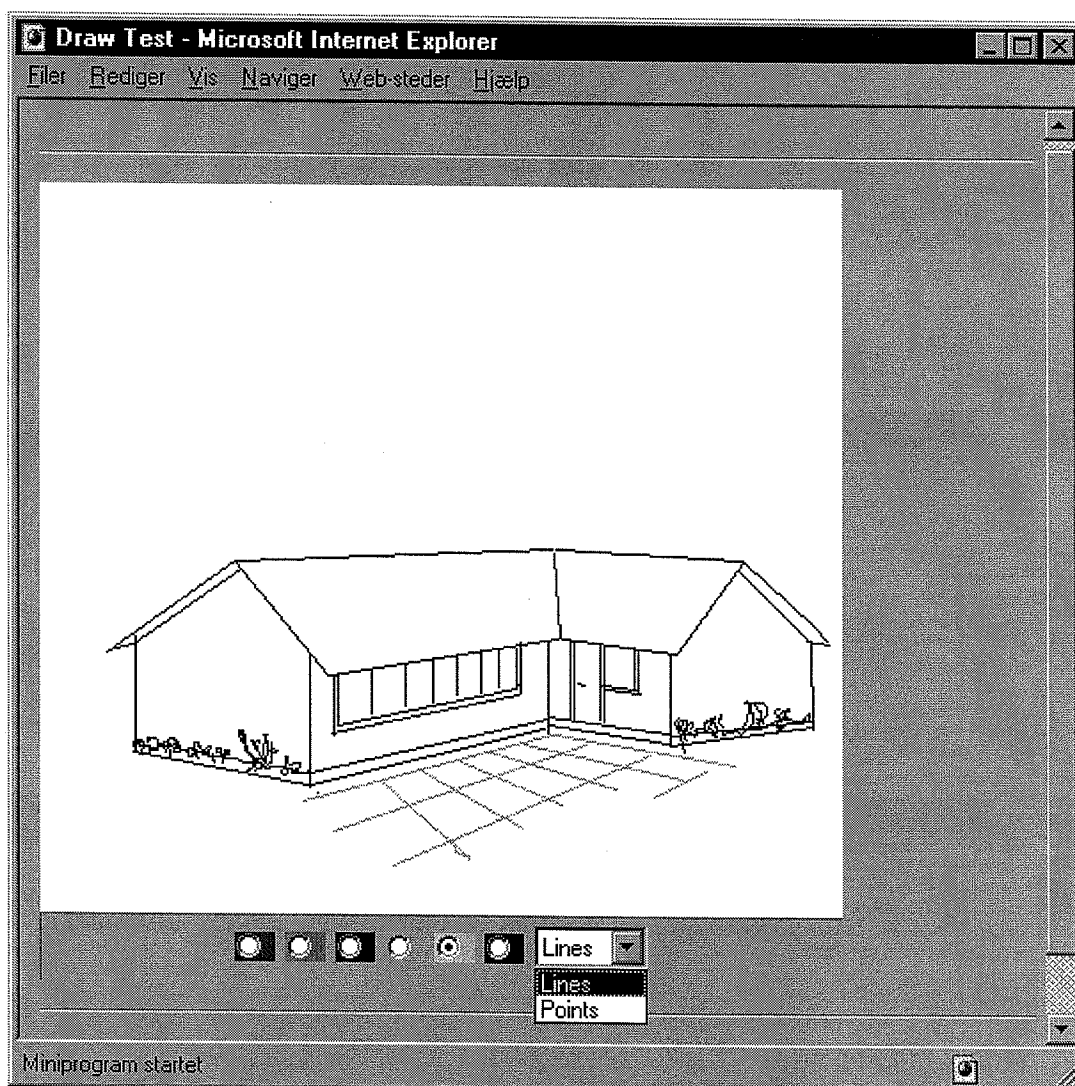 Draw Test - Microsoft Internet Explorer
Filer Rediger Vis Naviger Web-steder Hjælp
Lines
Lines
Points
Miniprogram startet